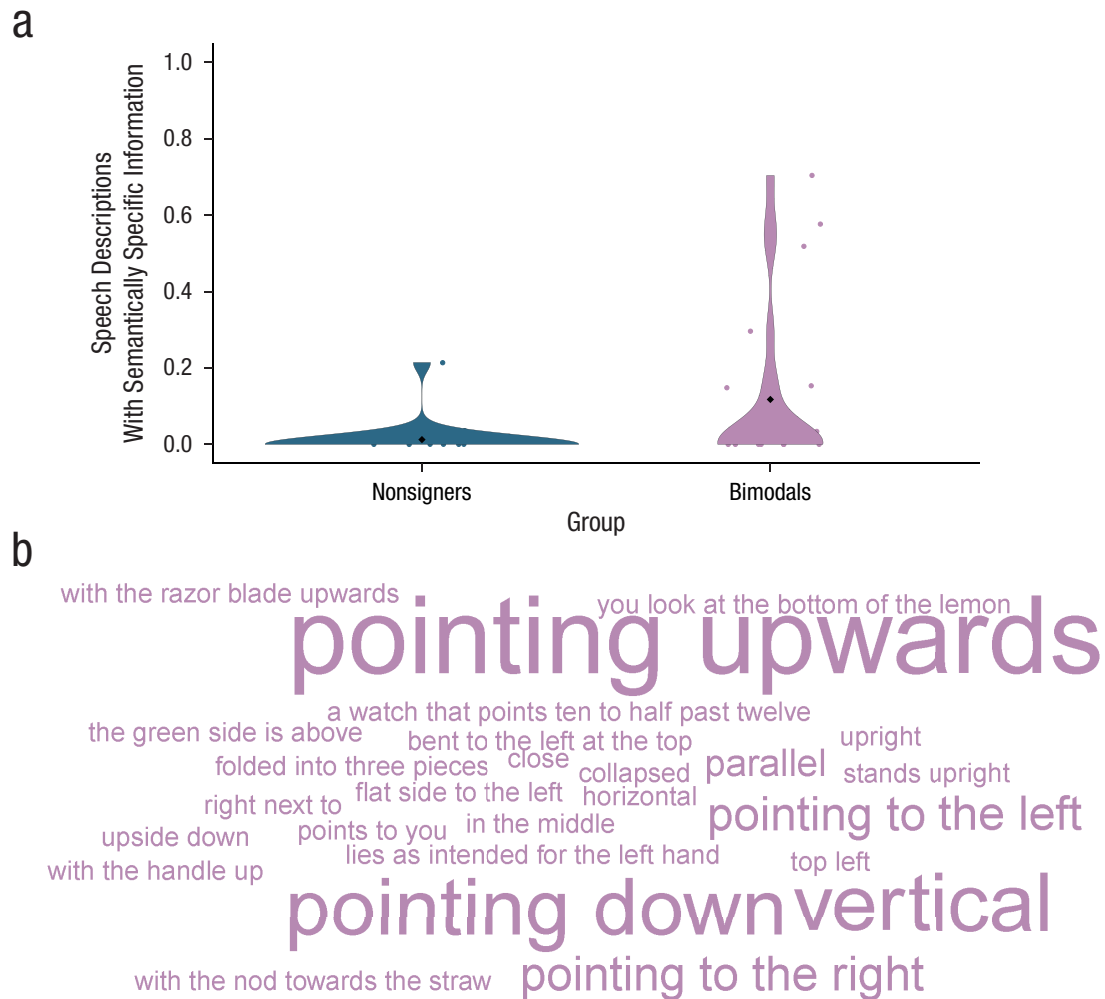 a
Speech Descriptions
With Semantically Specific Information
1.0
0.8
0.6
0.4
0.2
0.0
Nonsigners
Bimodals
Group
b
with the razor blade upwards
you look at the bottom of the lemon
pointing upwards
a watch that points ten to half past twelve
the green side is above
bent to the left at the top
upright
folded into three pieces
close
collapsed
parallel
stands upright
right next to
flat side to the left
horizontal
pointing to the left
upside down
points to you
in the middle
lies as intended for the left hand
top left
with the handle up
pointing down
vertical
with the nod towards the straw
pointing to the right